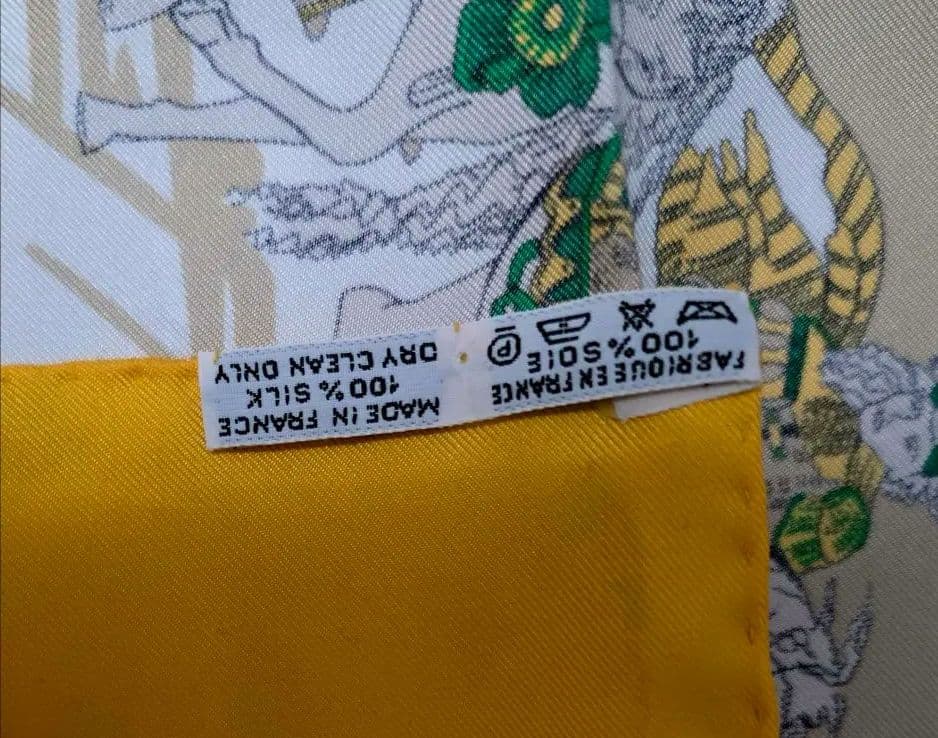 FABRIQUE EN FRANCE
100% SOIE
P
MADE IN FRANCE
100% SILK
DRY CLEAN ONLY